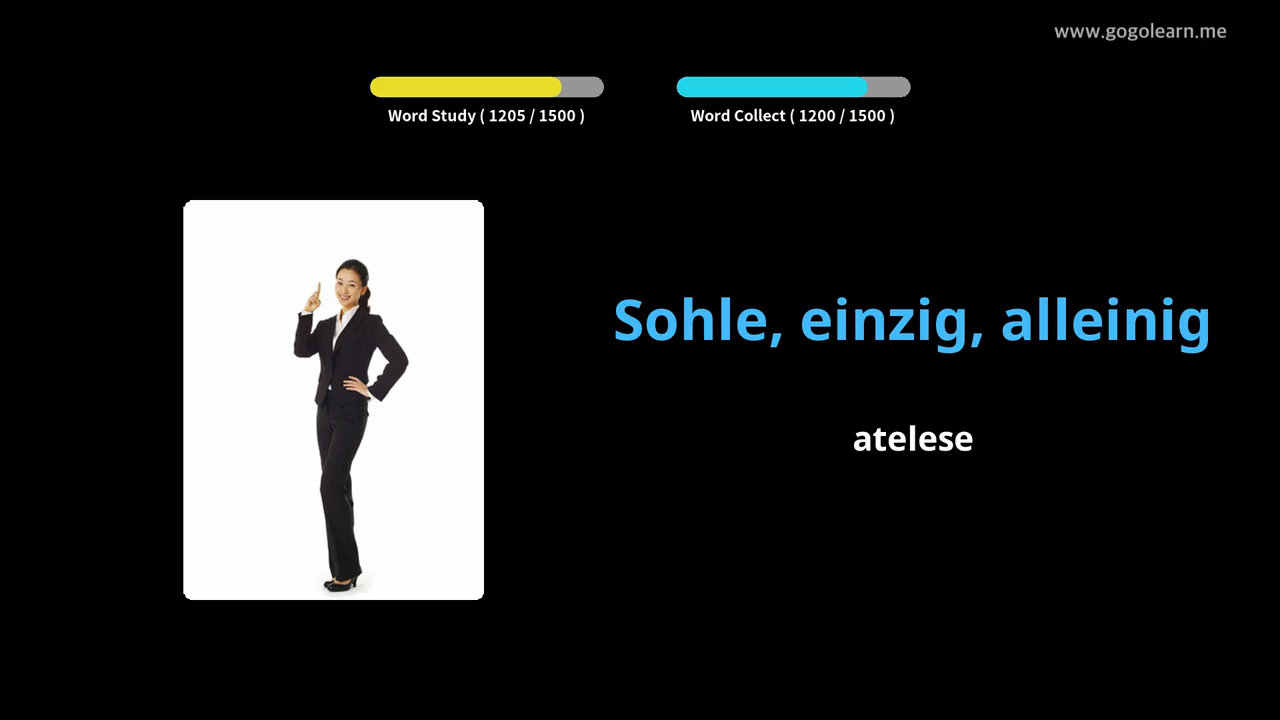 www.gogolearn.me
Word Study ( 1205 / 1500 )
Word Collect ( 1200 / 1500 )
Sohle, einzig, alleinig
atelese